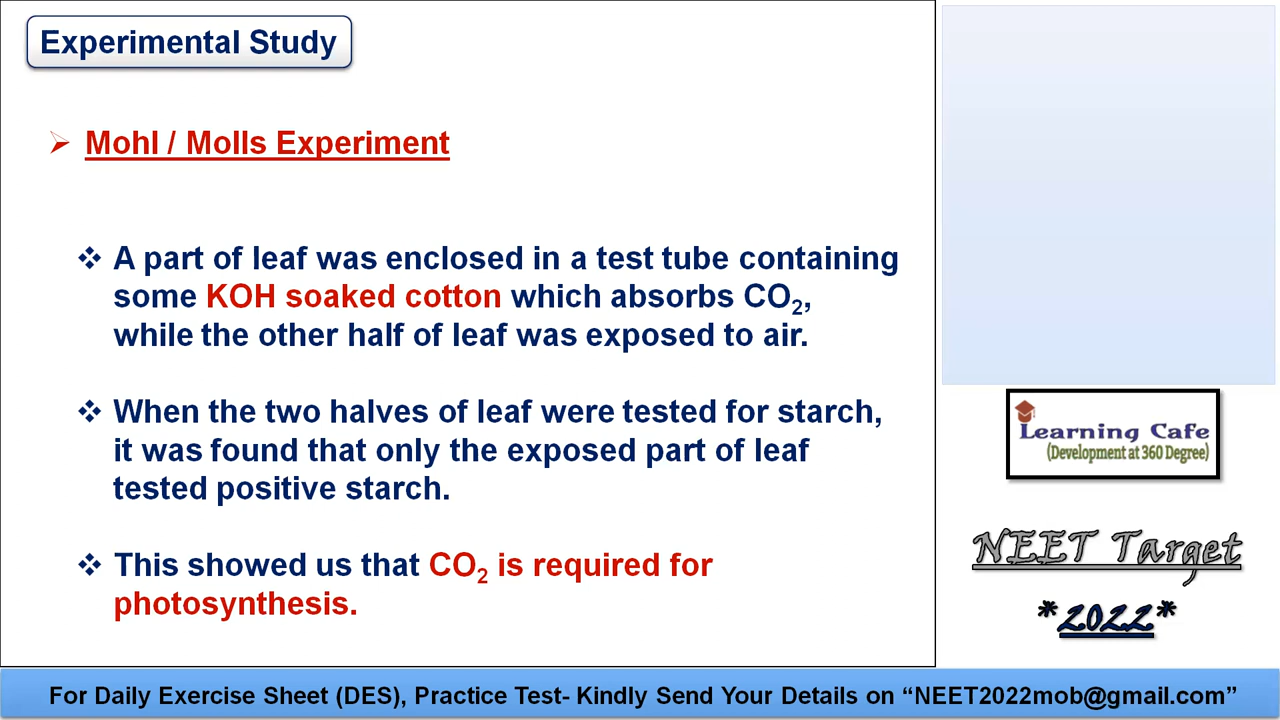 Experimental Study
➢ Mohl / Molls Experiment
❖ A part of leaf was enclosed in a test tube containing
some KOH soaked cotton which absorbs CO₂,
while the other half of leaf was exposed to air.
❖ When the two halves of leaf were tested for starch,
it was found that only the exposed part of leaf
tested positive starch.
❖ This showed us that CO₂ is required for
photosynthesis.
Learning Cafe
(Development at 360 Degree)
NEET Target
*2022*
For Daily Exercise Sheet (DES), Practice Test- Kindly Send Your Details on “NEET2022mob@gmail.com”